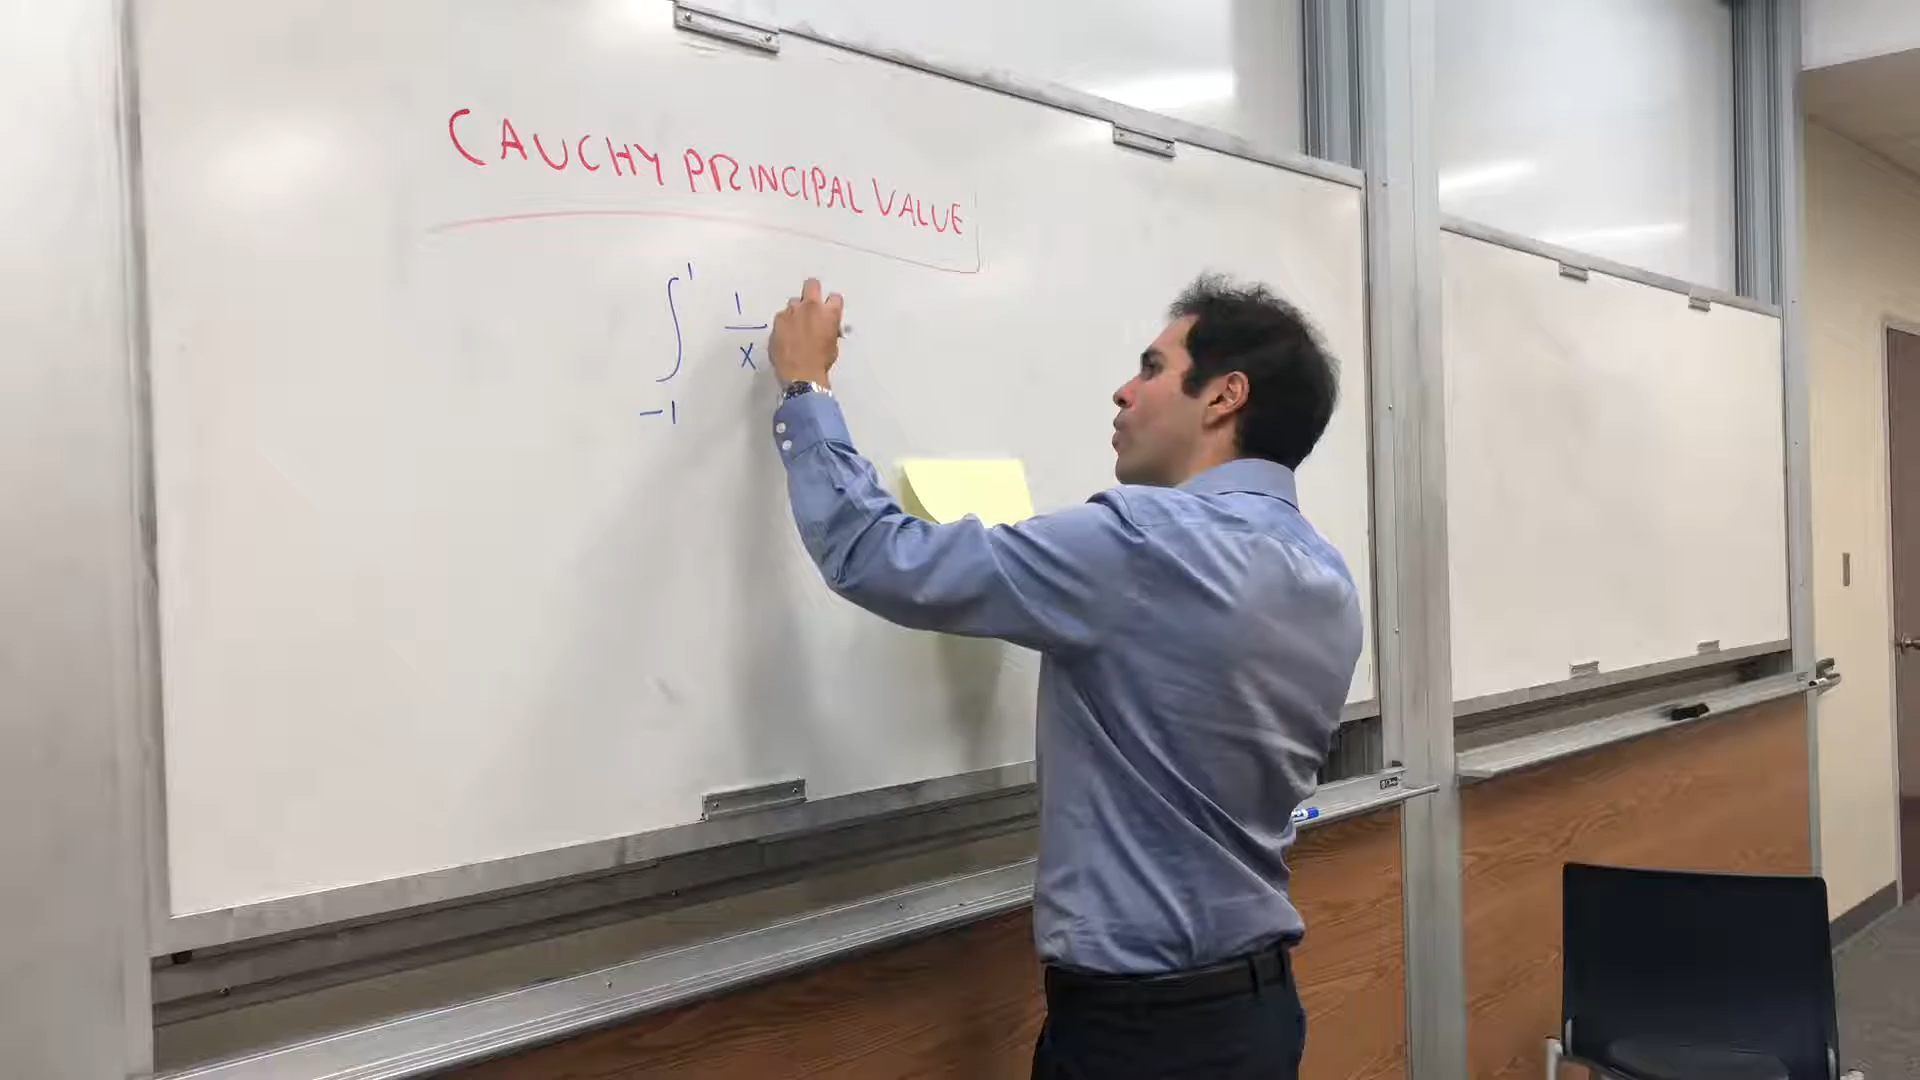 CAUCHY PRINCIPAL VALUE
∫_{-1}^{1} 1/x